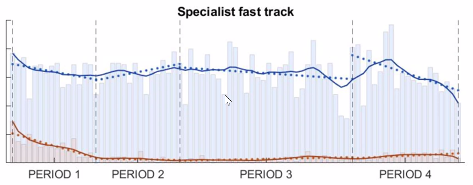 Specialist fast track
PERIOD 1 PERIOD 2 PERIOD 3 PERIOD 4